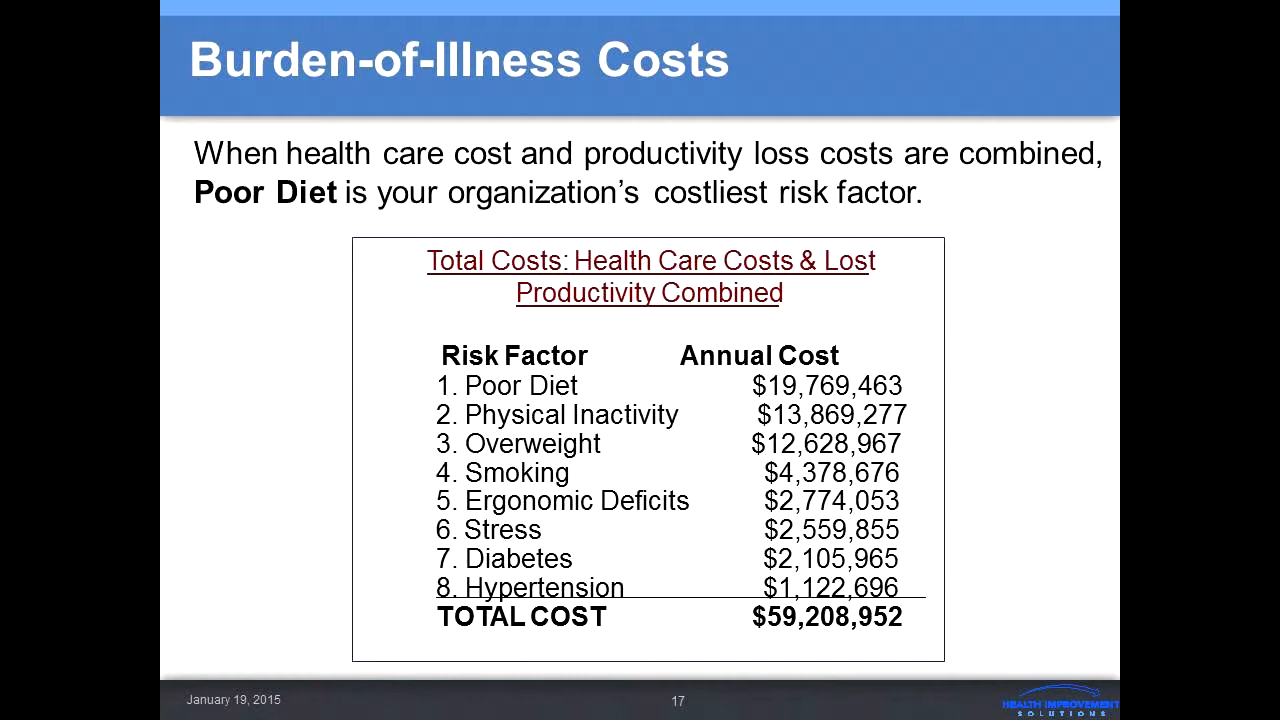 Burden-of-Illness Costs
When health care cost and productivity loss costs are combined,
Poor Diet is your organization's costliest risk factor.
Total Costs: Health Care Costs & Lost
Productivity Combined
Risk Factor Annual Cost
1. Poor Diet $19,769,463
2. Physical Inactivity $13,869,277
3. Overweight $12,628,967
4. Smoking $4,378,676
5. Ergonomic Deficits $2,774,053
6. Stress $2,559,855
7. Diabetes $2,105,965
8. Hypertension $1,122,696
TOTAL COST $59,208,952
January 19, 2015 17
HEALTH IMPROVEMENT
SOLUTIONS